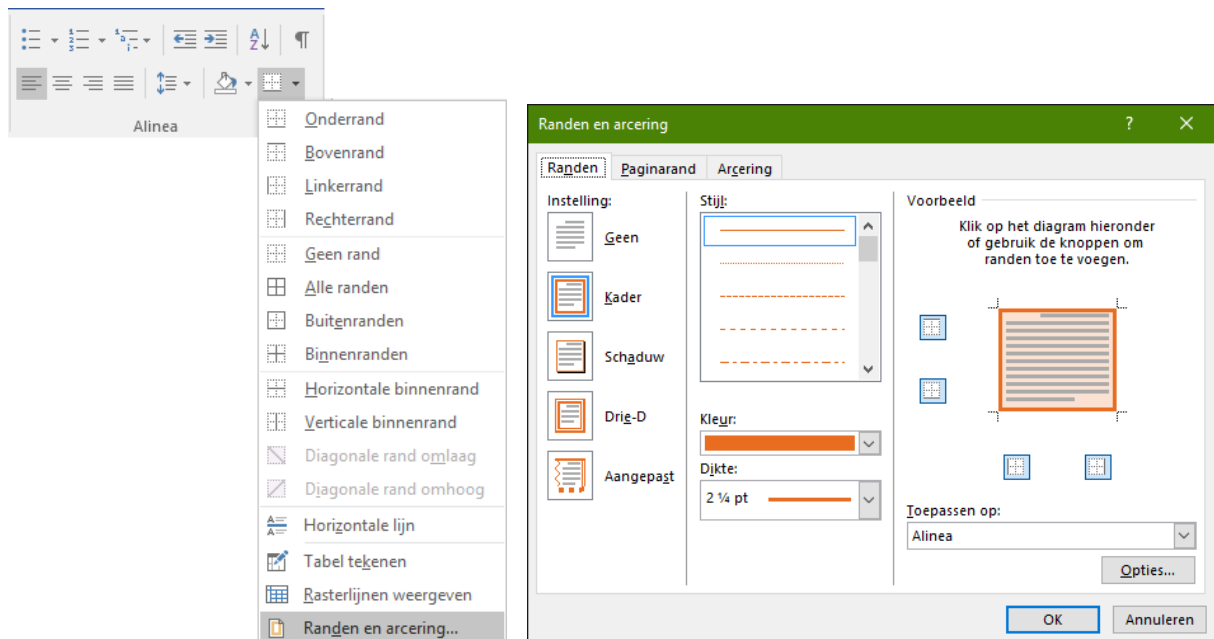 Alinea
Onderrand
Bovenrand
Linkerrand
Rechterrand
Geen rand
Alle randen
Buitenranden
Binnenranden
Horizontale binnenrand
Verticale binnenrand
Diagonale rand omlaag
Diagonale rand omhoog
Horizontale lijn
Tabel tekenen
Rasterlijnen weergeven
Randen en arcering...
Randen en arcering
Randen
Paginarand
Arcering
Instelling:
Geen
Kader
Schaduw
Drie-D
Aangepast
Stijl:
Kleur:
Dikte:
2 ¼ pt
Voorbeeld
Klik op het diagram hieronder
of gebruik de knoppen om
randen toe te voegen.
Toepassen op:
Alinea
Opties...
OK
Annuleren